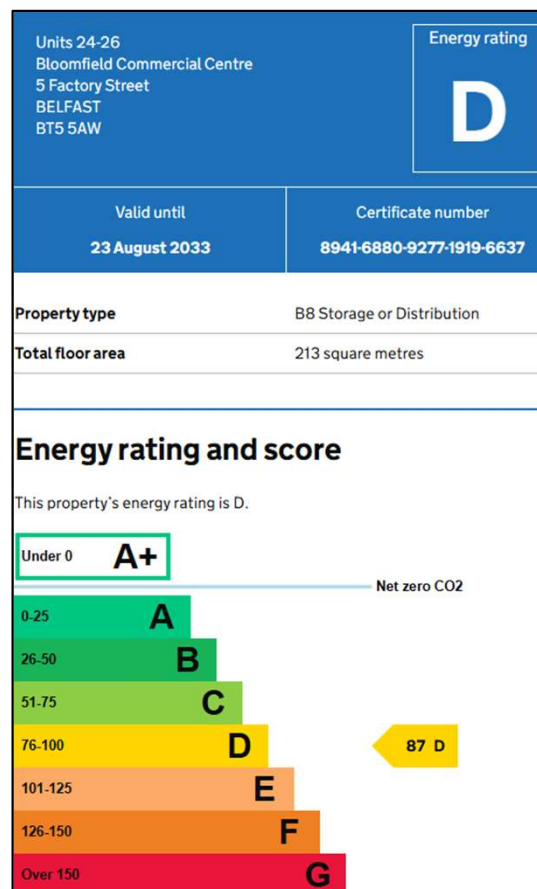 Units 24-26
Bloomfield Commercial Centre
5 Factory Street
BELFAST
BT5 5AW
Energy rating
D
Valid until
23 August 2033
Certificate number
8941-6880-9277-1919-6637
Property type B8 Storage or Distribution
Total floor area 213 square metres
Energy rating and score
This property's energy rating is D.
Under 0 A+
Net zero CO2
0-25 A
26-50 B
51-75 C
76-100 D 87 D
101-125 E
126-150 F
Over 150 G